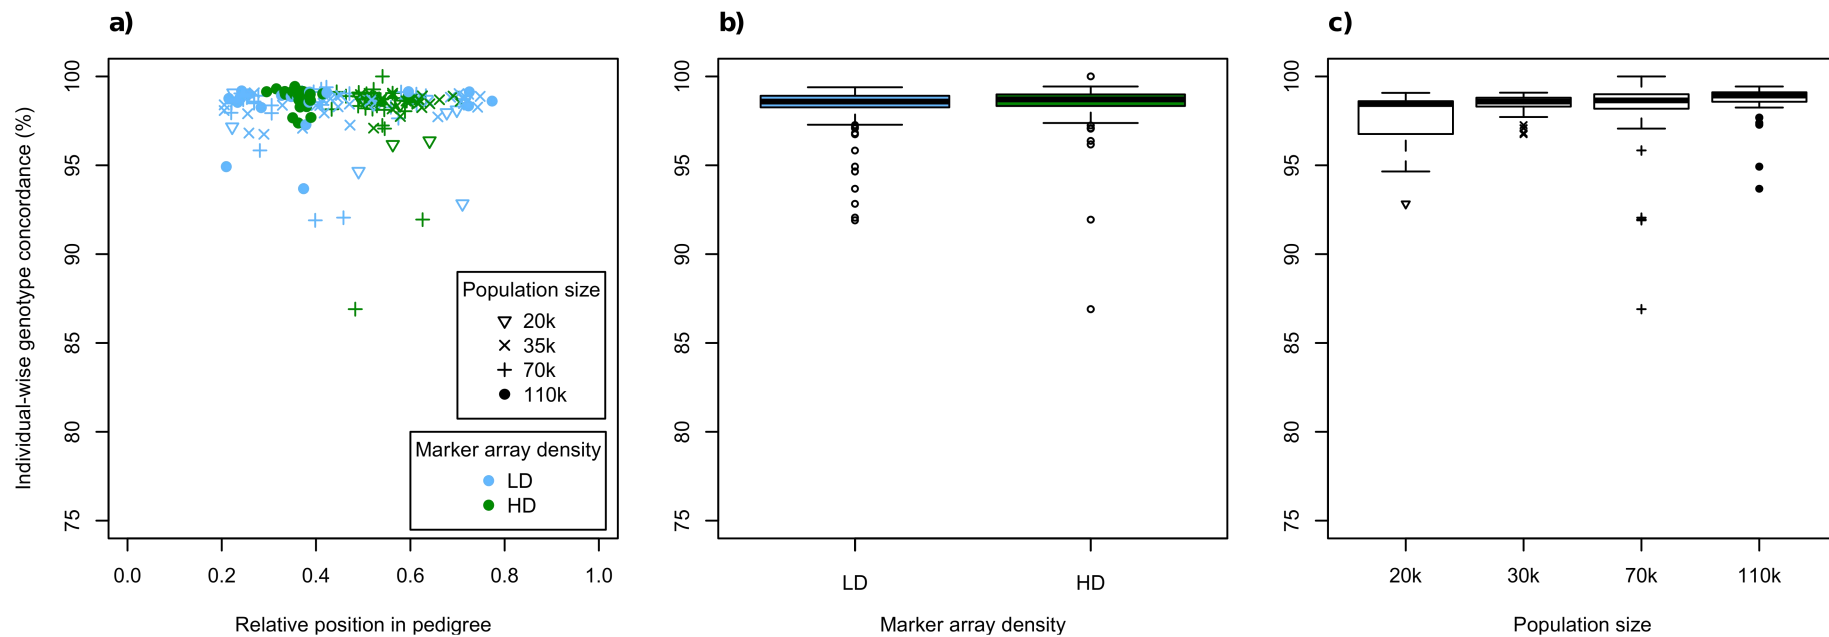 a)
Individual-wise genotype concordance (%)
100
95
90
85
80
75
Population size
20k
35k
70k
110k
Marker array density
LD
HD
0.0 0.2 0.4 0.6 0.8 1.0
Relative position in pedigree
b)
100
95
90
85
80
75
LD HD
Marker array density
c)
100
95
90
85
80
75
20k 30k 70k 110k
Population size